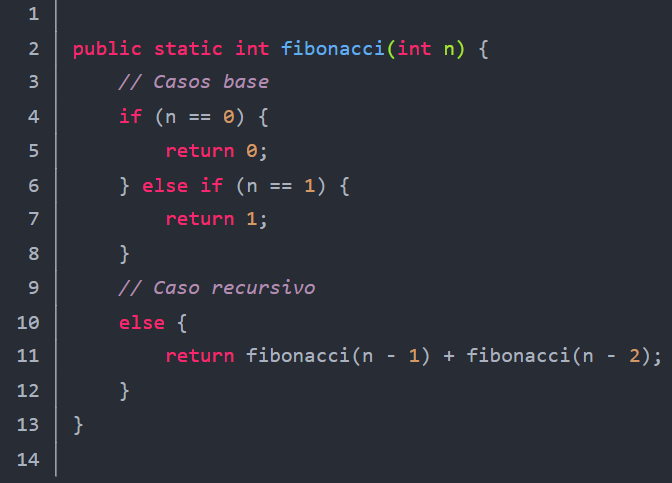 1
2 public static int fibonacci(int n) {
3     // Casos base
4     if (n == 0) {
5         return 0;
6     } else if (n == 1) {
7         return 1;
8     }
9     // Caso recursivo
10     else {
11         return fibonacci(n - 1) + fibonacci(n - 2);
12     }
13 }
14